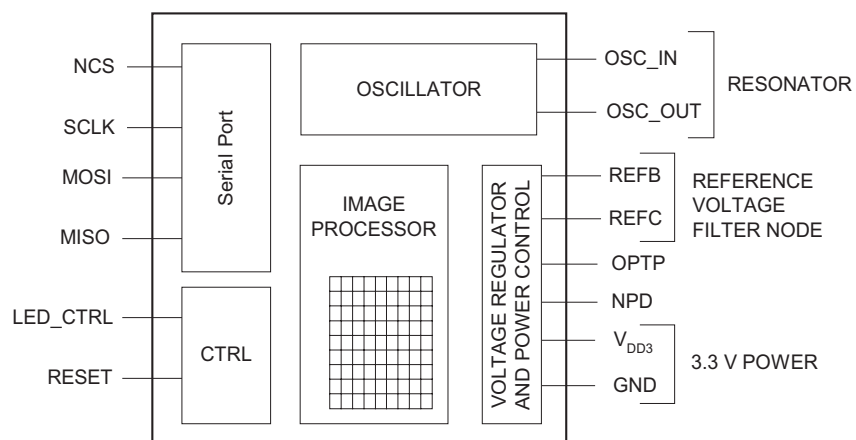 NCS
SCLK
MOSI
MISO
LED_CTRL
RESET
Serial Port
CTRL
OSCILLATOR
IMAGE
PROCESSOR
VOLTAGE REGULATOR
AND POWER CONTROL
OSC_IN
OSC_OUT
RESONATOR
REFB
REFC
REFERENCE
VOLTAGE
FILTER NODE
OPTP
NPD
VDD3
GND
3.3 V POWER